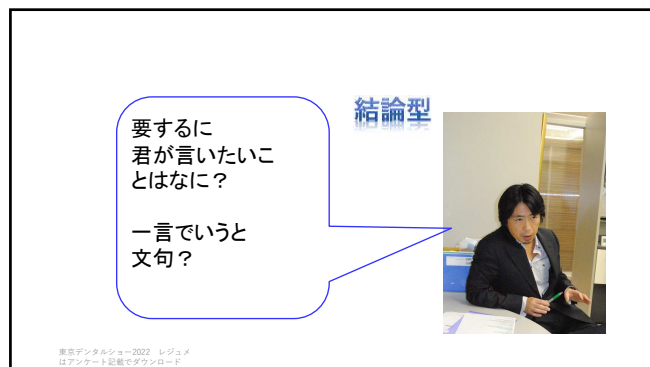 結論型
要するに
君が言いたいこ
とはなに？
一言でいうと
文句？
東京デンタルショー2022　レジュメ
はアンケート記載でダウンロード